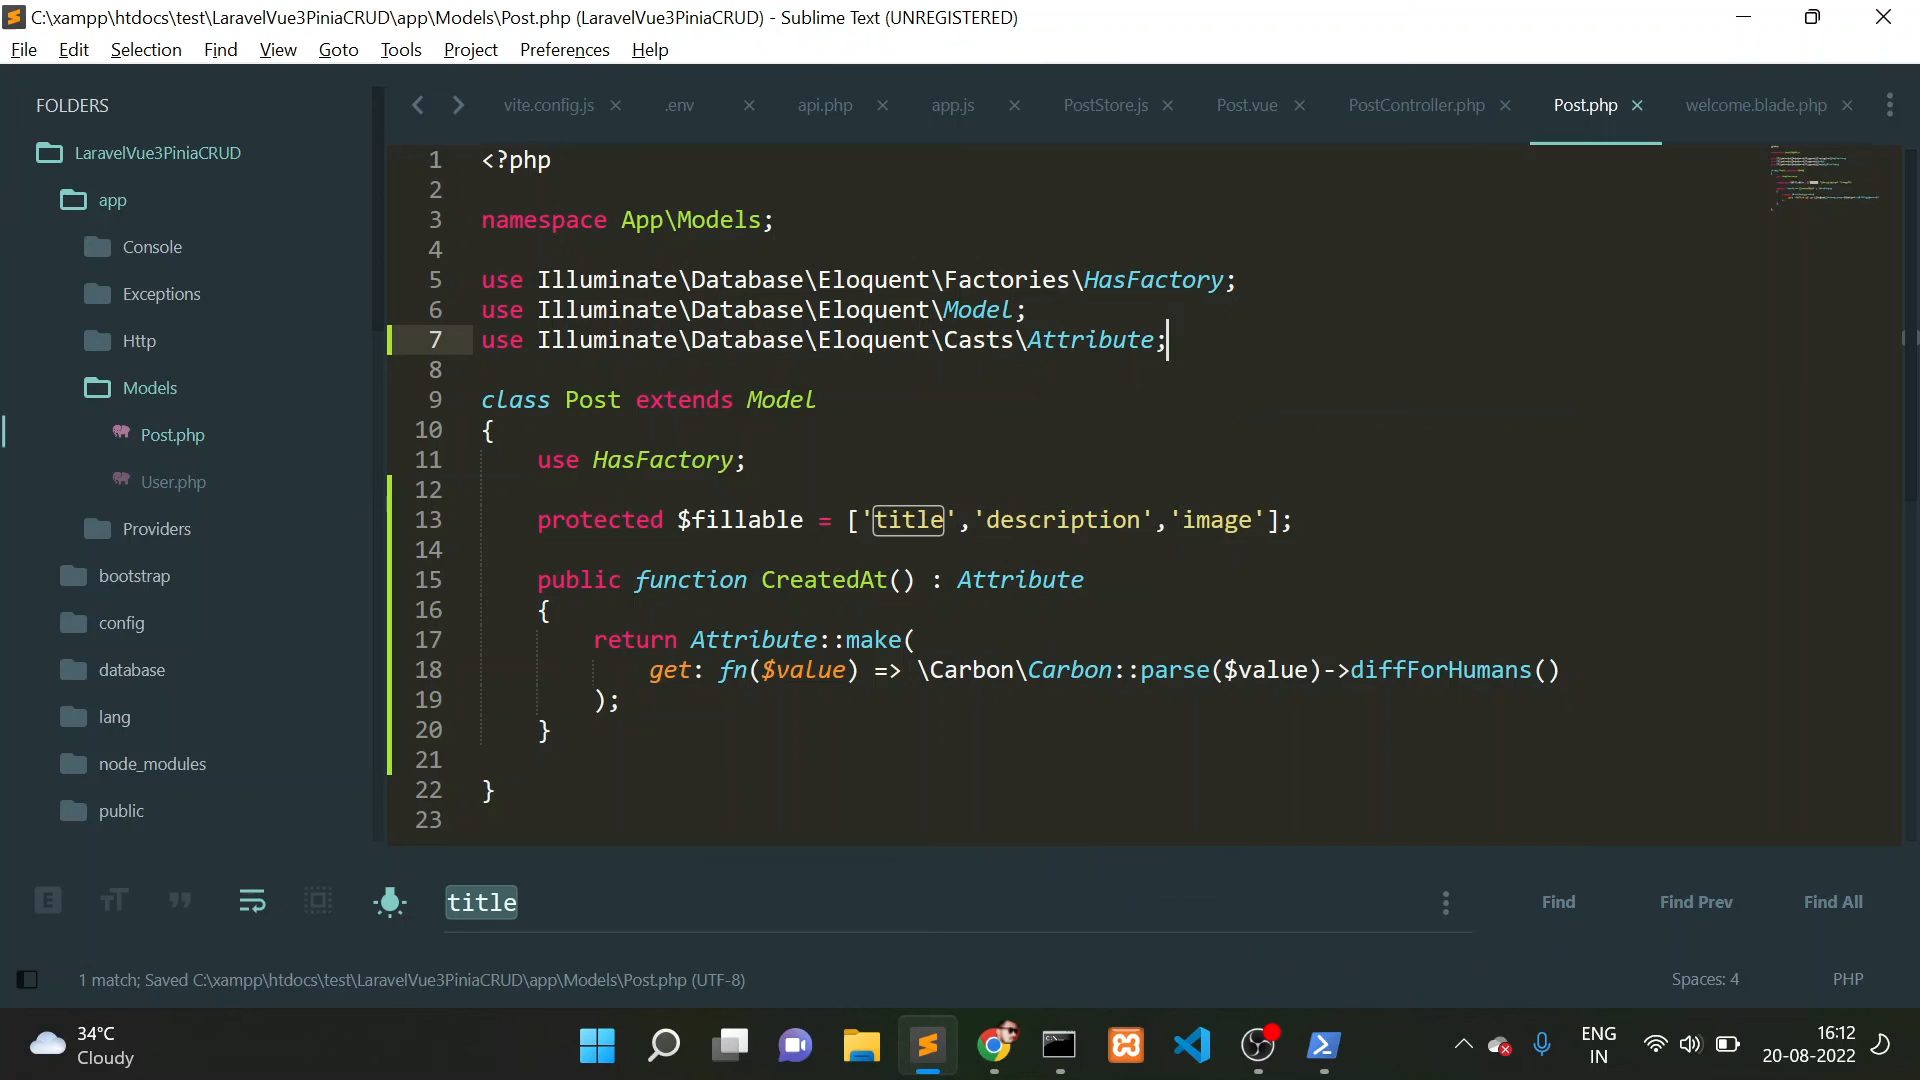 C:\xampp\htdocs\test\LaravelVue3PiniaCRUD\app\Models\Post.php (LaravelVue3PiniaCRUD) - Sublime Text (UNREGISTERED)
File Edit Selection Find View Goto Tools Project Preferences Help
FOLDERS
LaravelVue3PiniaCRUD
app
Console
Exceptions
Http
Models
Post.php
User.php
Providers
bootstrap
config
database
lang
node_modules
public
vite.config.js .env api.php app.js PostStore.js Post.vue PostController.php Post.php welcome.blade.php
1 <?php
2
3 namespace App\Models;
4
5 use Illuminate\Database\Eloquent\Factories\HasFactory;
6 use Illuminate\Database\Eloquent\Model;
7 use Illuminate\Database\Eloquent\Casts\Attribute;
8
9 class Post extends Model
10 {
11 use HasFactory;
12
13 protected $fillable = ['title','description','image'];
14
15 public function CreatedAt() : Attribute
16 {
17 return Attribute::make(
18 get: fn($value) => \Carbon\Carbon::parse($value)->diffForHumans()
19 );
20 }
21
22 }
23
title
Find Find Prev Find All
1 match; Saved C:\xampp\htdocs\test\LaravelVue3PiniaCRUD\app\Models\Post.php (UTF-8)
Spaces: 4 PHP
34°C
Cloudy
ENG
IN
16:12
20-08-2022